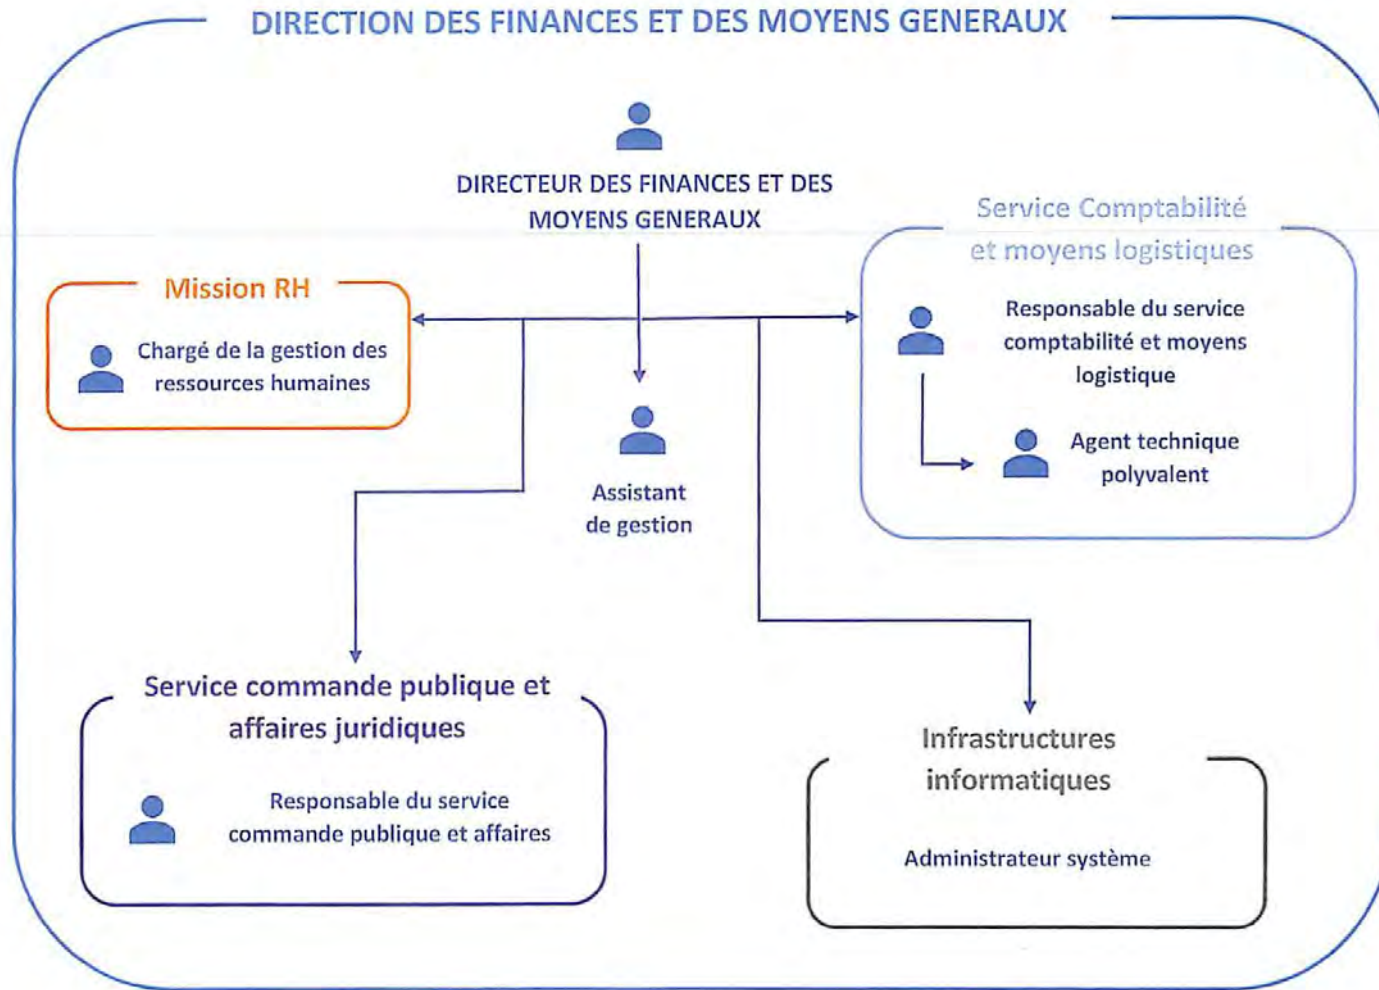 DIRECTION DES FINANCES ET DES MOYENS GENERAUX
DIRECTEUR DES FINANCES ET DES
MOYENS GENERAUX
Service Comptabilité
et moyens logistiques
Mission RH
Chargé de la gestion des
ressources humaines
Responsable du service
comptabilité et moyens
logistique
Agent technique
polyvalent
Assistant
de gestion
Service commande publique et
affaires juridiques
Responsable du service
commande publique et affaires
Infrastructures
informatiques
Administrateur système